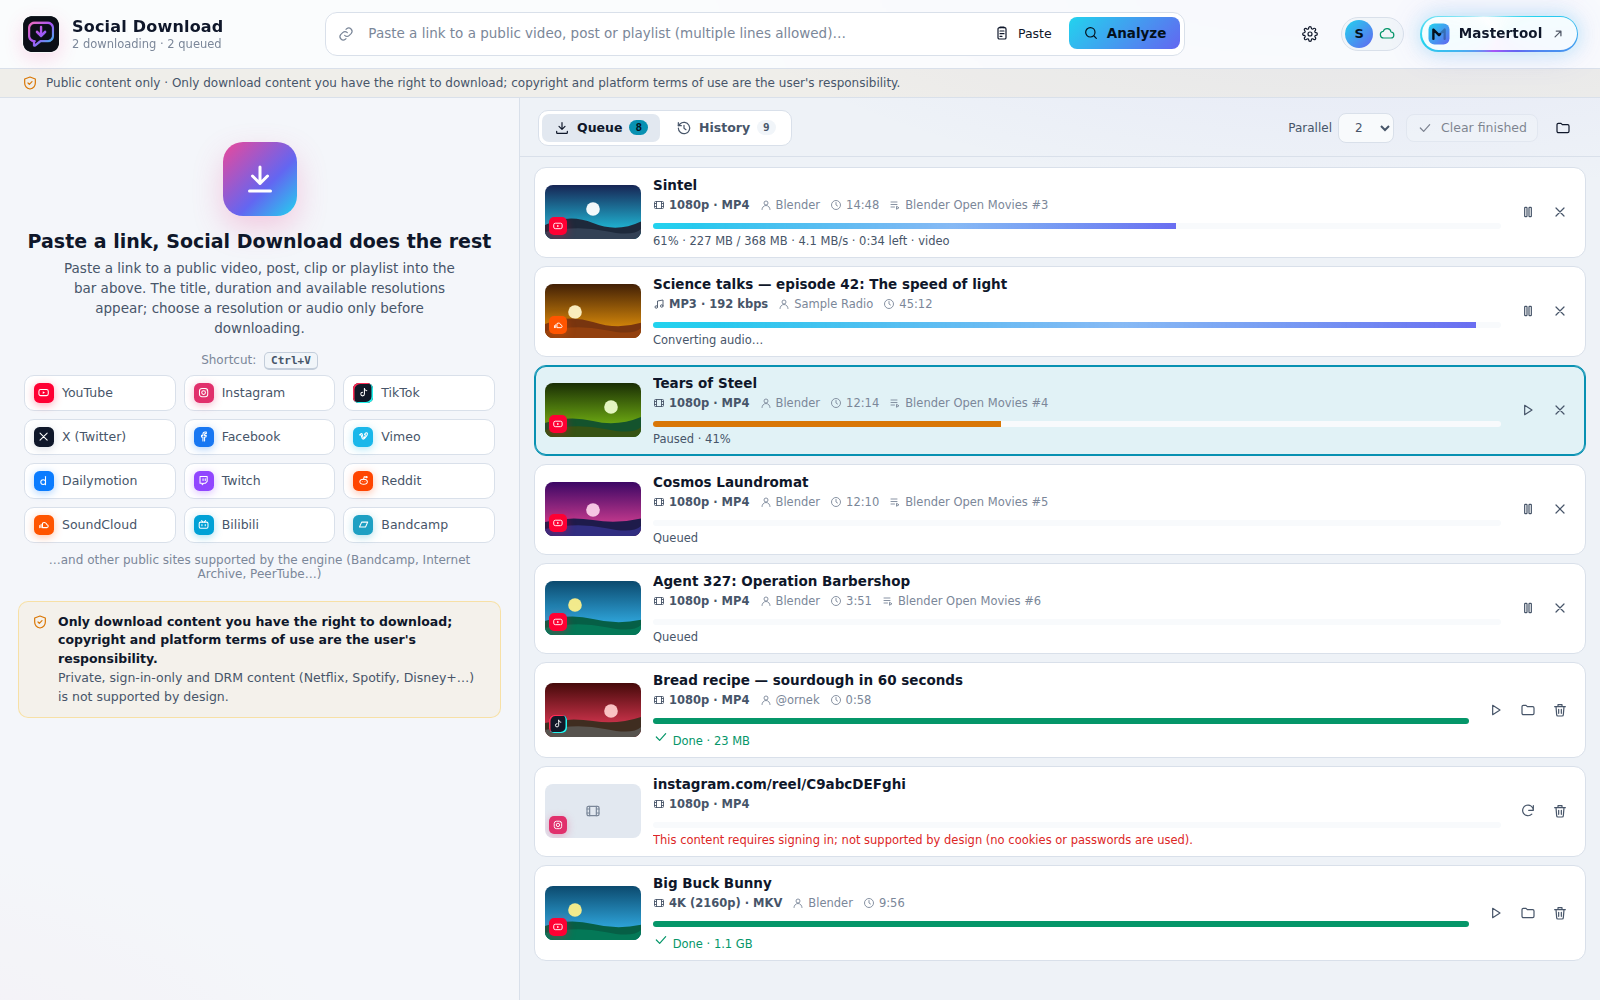 Social Download
2 downloading · 2 queued
Paste a link to a public video, post or playlist (multiple lines allowed)…
Paste
Analyze
S
Mastertool
Public content only · Only download content you have the right to download; copyright and platform terms of use are the user's responsibility.
Paste a link, Social Download does the rest
Paste a link to a public video, post, clip or playlist into the
bar above. The title, duration and available resolutions
appear; choose a resolution or audio only before
downloading.
Shortcut: Ctrl+V
YouTube
Instagram
TikTok
X (Twitter)
Facebook
Vimeo
Dailymotion
Twitch
Reddit
SoundCloud
Bilibili
Bandcamp
…and other public sites supported by the engine (Bandcamp, Internet
Archive, PeerTube…)
Only download content you have the right to download;
copyright and platform terms of use are the user's
responsibility.
Private, sign-in-only and DRM content (Netflix, Spotify, Disney+…)
is not supported by design.
Queue 8
History 9
Parallel 2
Clear finished
Sintel
1080p · MP4 Blender 14:48 Blender Open Movies #3
61% · 227 MB / 368 MB · 4.1 MB/s · 0:34 left · video
Science talks — episode 42: The speed of light
MP3 · 192 kbps Sample Radio 45:12
Converting audio…
Tears of Steel
1080p · MP4 Blender 12:14 Blender Open Movies #4
Paused · 41%
Cosmos Laundromat
1080p · MP4 Blender 12:10 Blender Open Movies #5
Queued
Agent 327: Operation Barbershop
1080p · MP4 Blender 3:51 Blender Open Movies #6
Queued
Bread recipe — sourdough in 60 seconds
1080p · MP4 @ornek 0:58
Done · 23 MB
instagram.com/reel/C9abcDEFghi
1080p · MP4
This content requires signing in; not supported by design (no cookies or passwords are used).
Big Buck Bunny
4K (2160p) · MKV Blender 9:56
Done · 1.1 GB